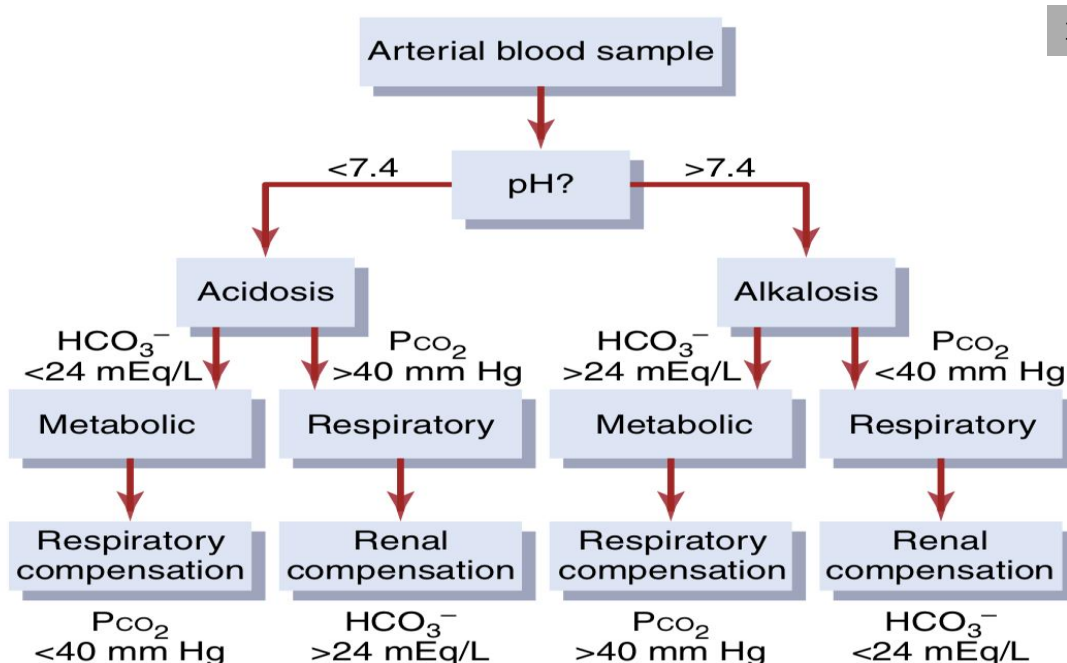 Arterial blood sample
<7.4
pH?
>7.4
Acidosis
Alkalosis
HCO₃⁻
<24 mEq/L
Pco₂
>40 mm Hg
HCO₃⁻
>24 mEq/L
Pco₂
<40 mm Hg
Metabolic
Respiratory
Metabolic
Respiratory
Respiratory
compensation
Renal
compensation
Respiratory
compensation
Renal
compensation
Pco₂
<40 mm Hg
HCO₃⁻
>24 mEq/L
Pco₂
>40 mm Hg
HCO₃⁻
<24 mEq/L